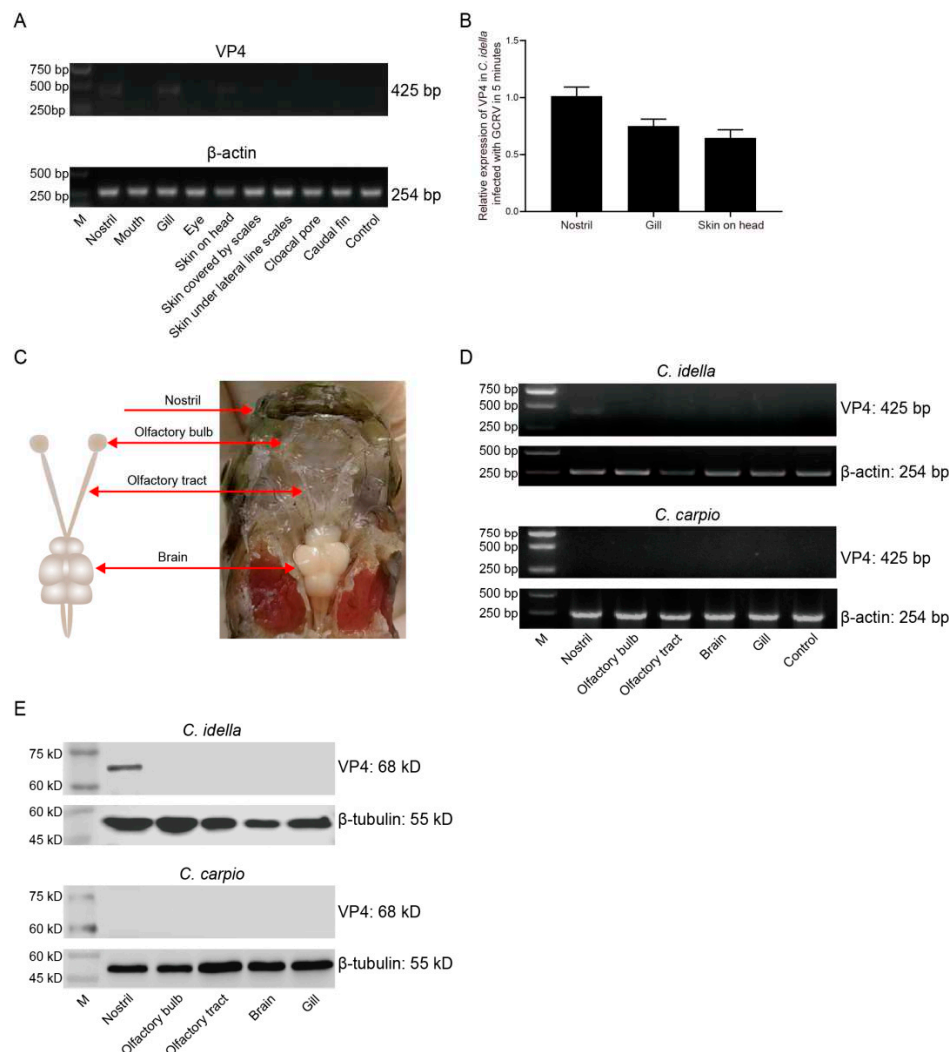 A
VP4
750 bp
500 bp
250bp
425 bp
β-actin
500 bp
250 bp
254 bp
M
Nostril
Mouth
Gill
Eye
Skin on head
Skin covered by scales
Skin under lateral line scales
Cloacal pore
Caudal fin
Control
B
Relative expression of VP4 in C. idella
infected with GCRV in 5 minutes
1.5
1.0
0.5
0.0
Nostril
Gill
Skin on head
C
Nostril
Olfactory bulb
Olfactory tract
Brain
D
C. idella
750 bp
500 bp
250 bp
VP4: 425 bp
500 bp
250 bp
β-actin: 254 bp
C. carpio
750 bp
500 bp
250 bp
VP4: 425 bp
500 bp
250 bp
β-actin: 254 bp
M
Nostril
Olfactory bulb
Olfactory tract
Brain
Gill
Control
E
C. idella
75 kD
60 kD
VP4: 68 kD
60 kD
45 kD
β-tubulin: 55 kD
C. carpio
75 kD
60 kD
VP4: 68 kD
60 kD
45 kD
β-tubulin: 55 kD
M
Nostril
Olfactory bulb
Olfactory tract
Brain
Gill